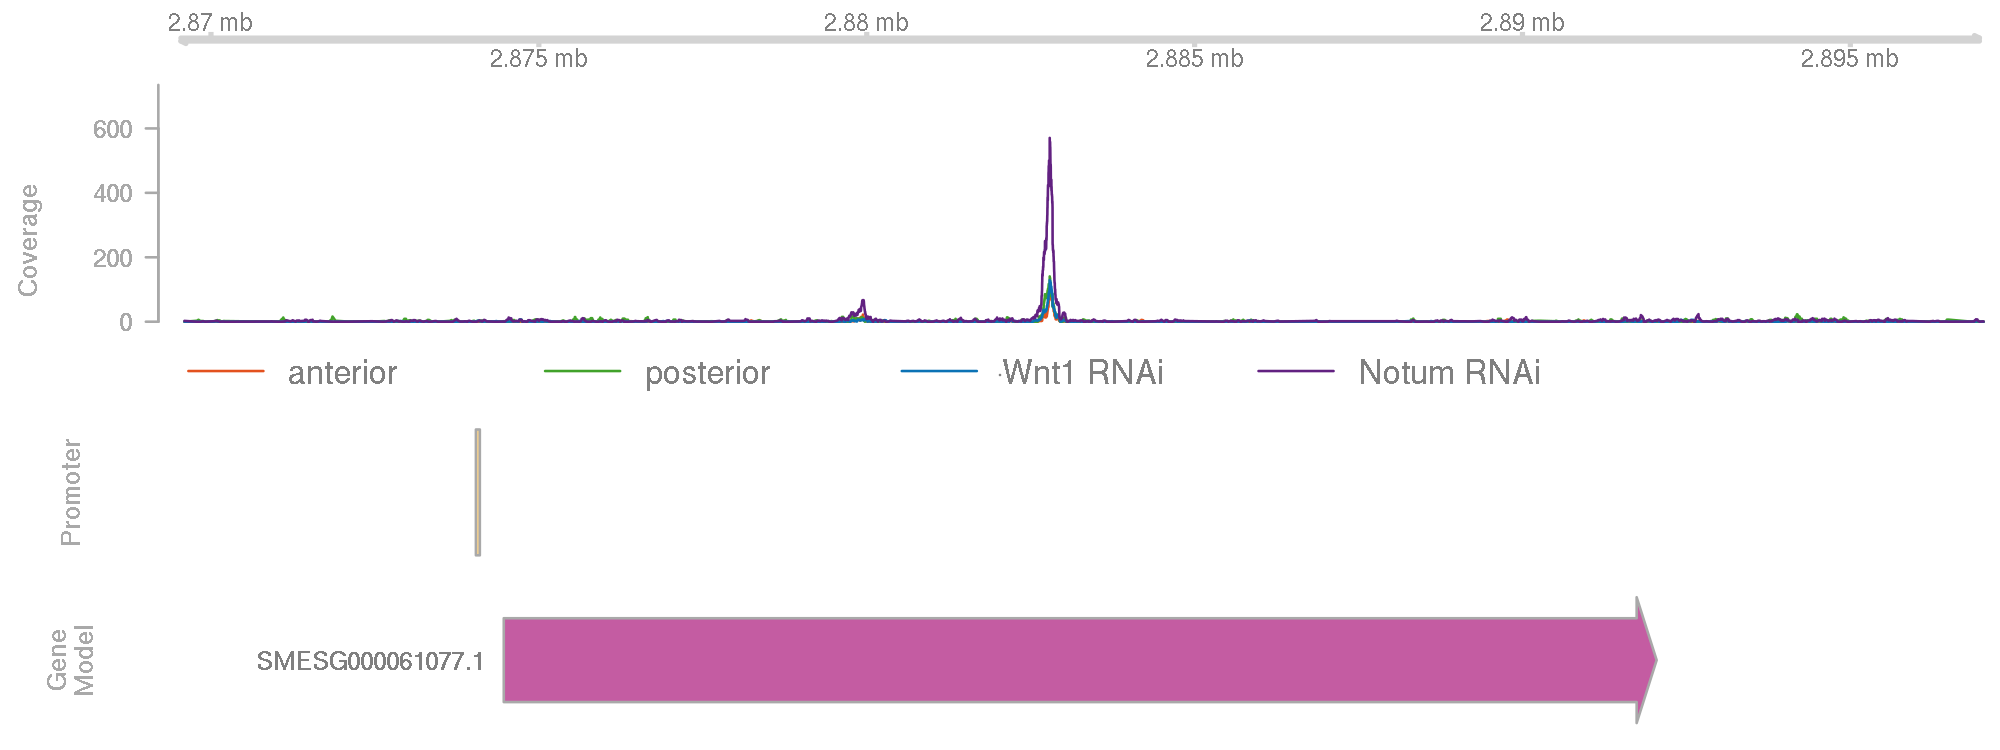 2.87 mb 2.88 mb 2.89 mb
2.875 mb 2.885 mb 2.895 mb
Coverage
600
400
200
0
anterior posterior Wnt1 RNAi Notum RNAi
Promoter
Gene
Model
SMESG000061077.1